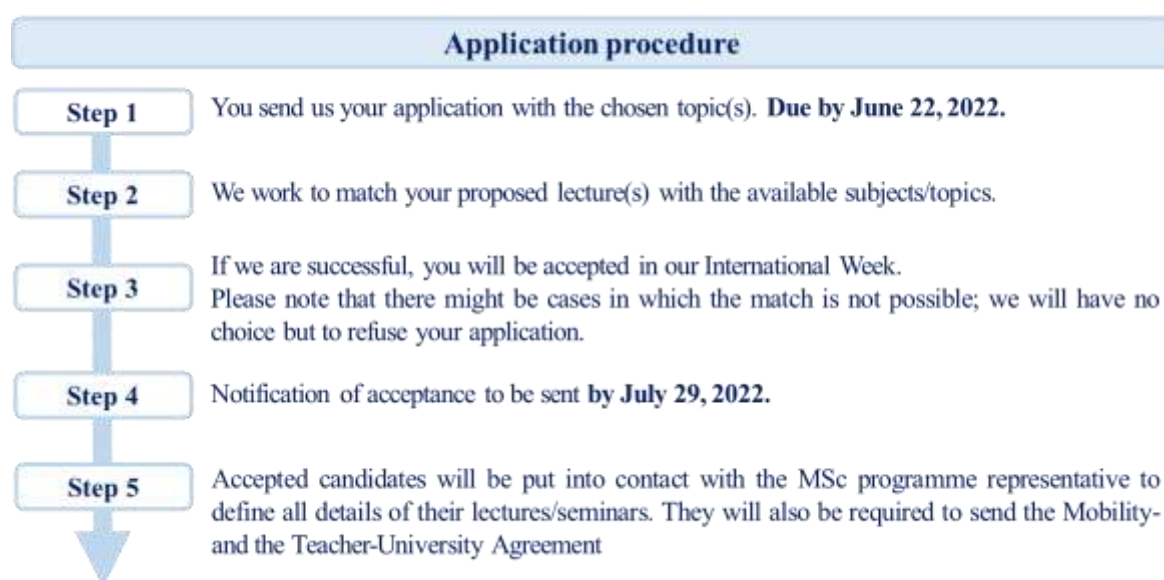 Application procedure
Step 1
You send us your application with the chosen topic(s). Due by June 22, 2022.
Step 2
We work to match your proposed lecture(s) with the available subjects/topics.
Step 3
If we are successful, you will be accepted in our International Week.
Please note that there might be cases in which the match is not possible; we will have no
choice but to refuse your application.
Step 4
Notification of acceptance to be sent by July 29, 2022.
Step 5
Accepted candidates will be put into contact with the MSc programme representative to
define all details of their lectures/seminars. They will also be required to send the Mobility-
and the Teacher-University Agreement